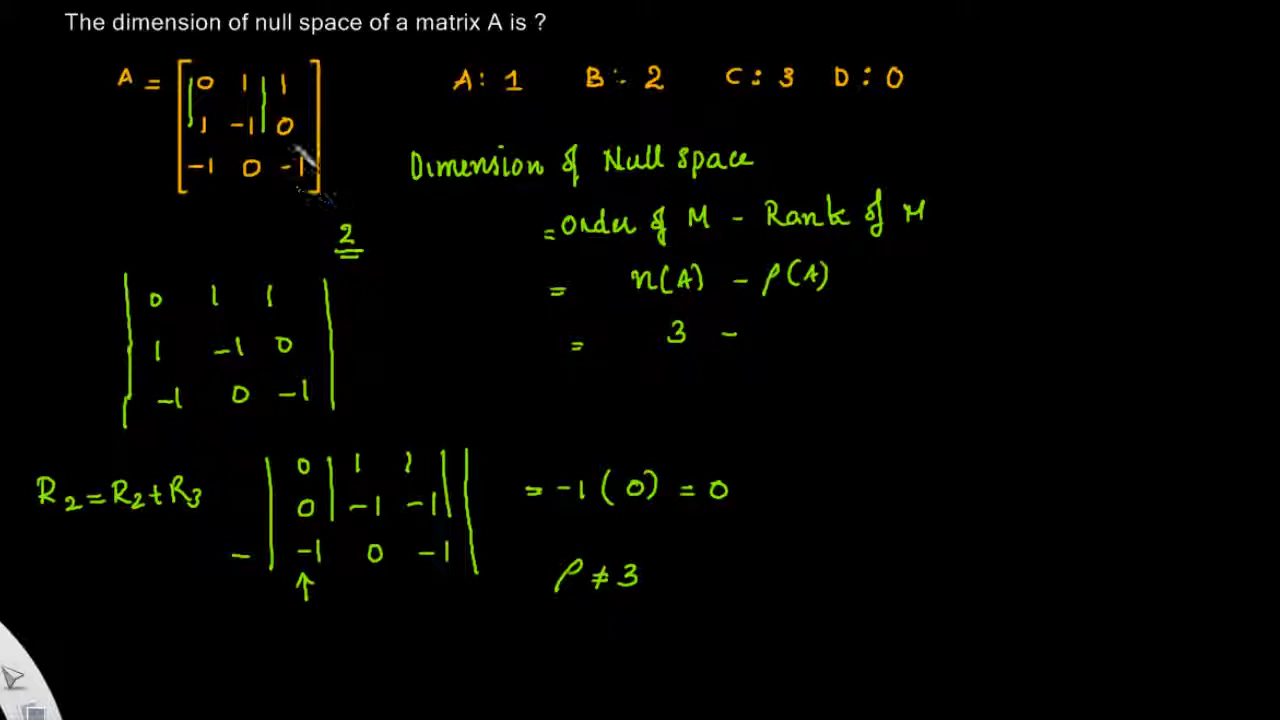 The dimension of null space of a matrix A is ?
A = [ 0 1 1 A : 1 B : 2 C : 3 D : 0
1 -1 0
-1 0 -1 ]
Dimension of Null space
= Order of M - Rank of M
2
= n(A) - ρ(A)
= 3 -
0 1 1
1 -1 0
-1 0 -1
R2 = R2 + R3
0 1 1
0 -1 -1 = -1 ( 0 ) = 0
- -1 0 -1
ρ ≠ 3